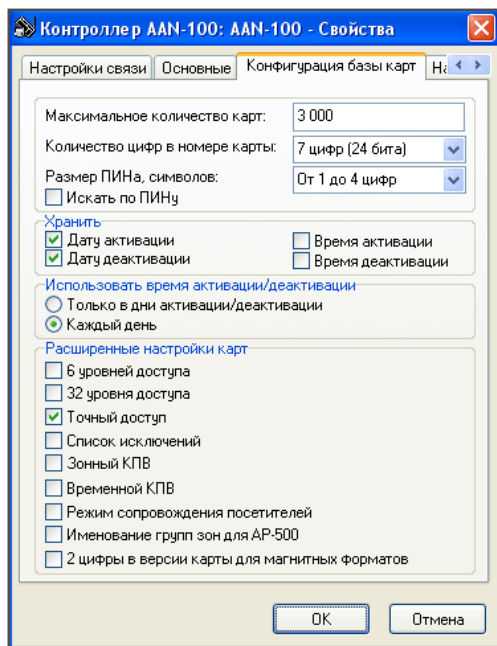 Контроллер AAN-100: AAN-100 - Свойства
Настройки связи Основные Конфигурация базы карт На
Максимальное количество карт: 3 000
Количество цифр в номере карты: 7 цифр (24 бита)
Размер ПИНа, символов: От 1 до 4 цифр
Искать по ПИНу
Хранить
Дату активации Время активации
Дату деактивации Время деактивации
Использовать время активации/деактивации
Только в дни активации/деактивации
Каждый день
Расширенные настройки карт
6 уровней доступа
32 уровня доступа
Точный доступ
Список исключений
Зонный КПВ
Временной КПВ
Режим сопровождения посетителей
Именование групп зон для AP-500
2 цифры в версии карты для магнитных форматов
OK Отмена